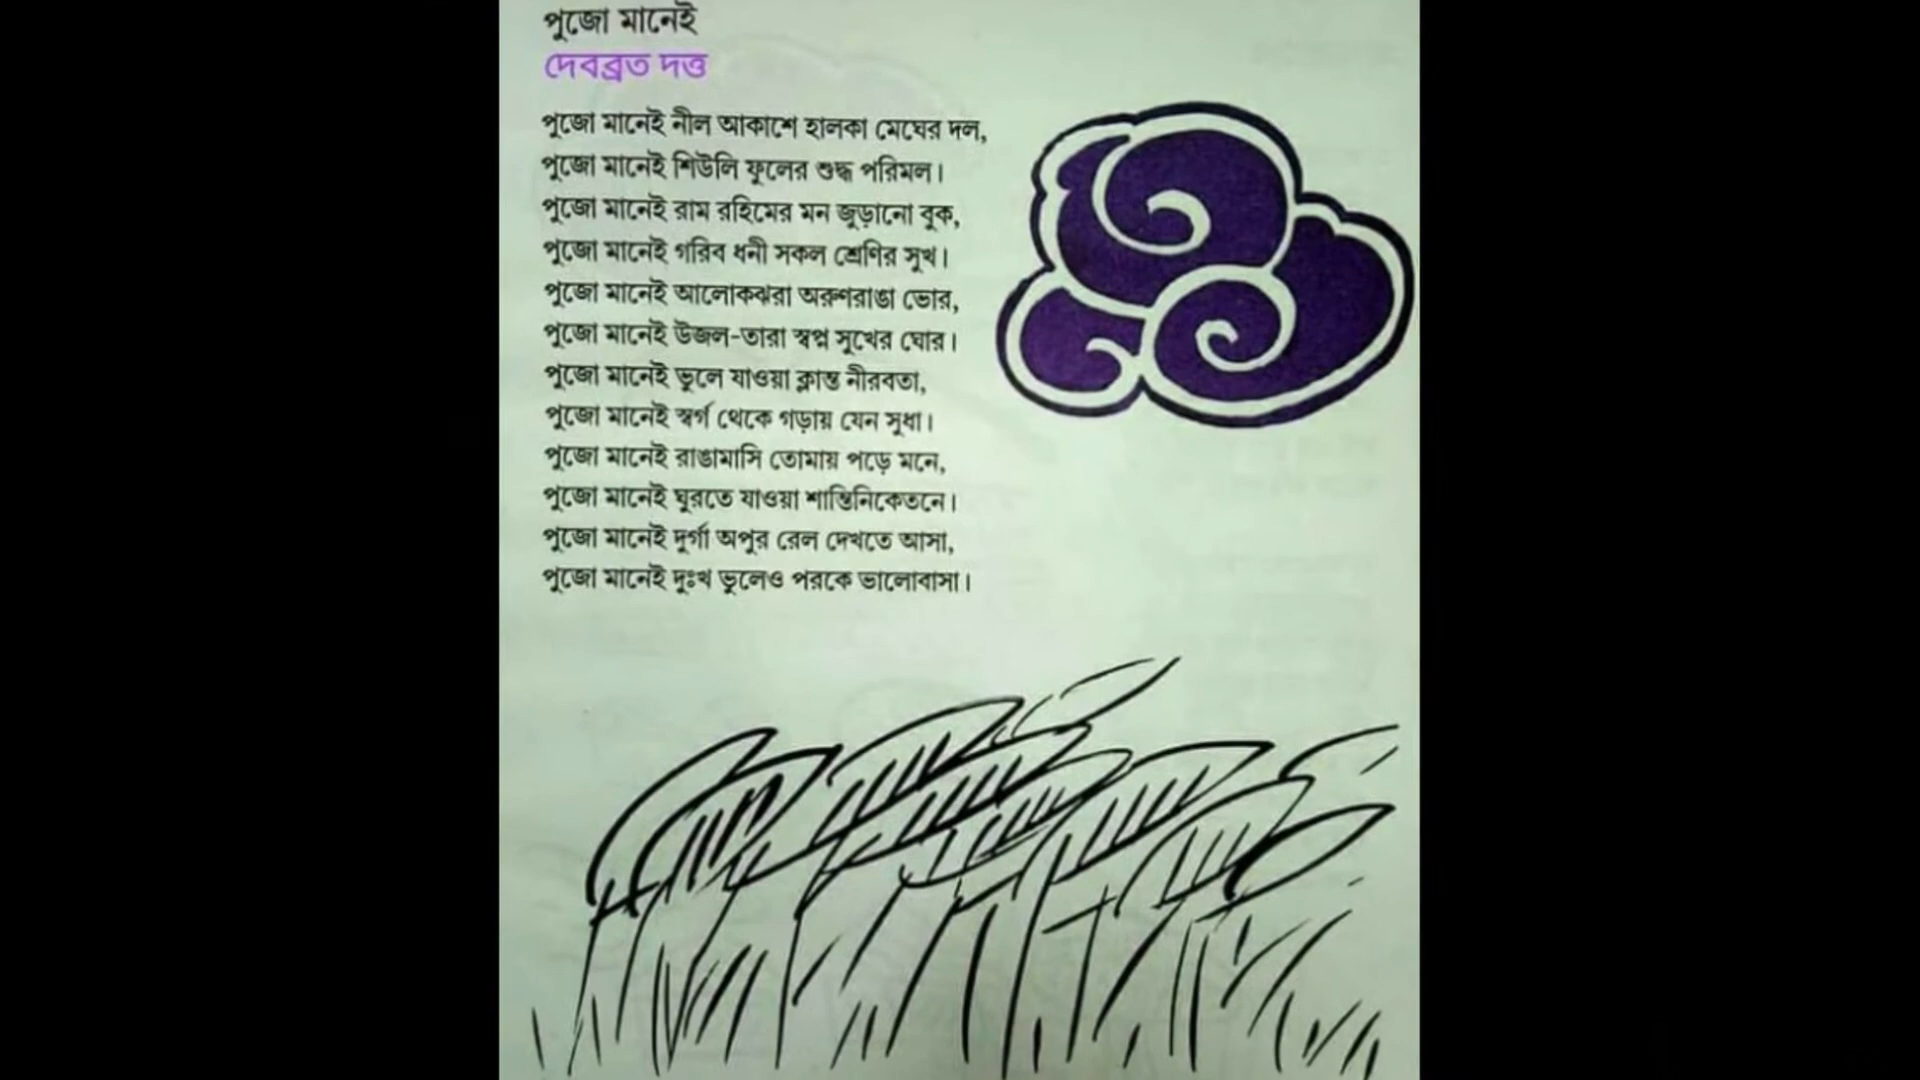 পুজো মানেই
দেবব্রত দত্ত
পুজো মানেই নীল আকাশে হালকা মেঘের দল,
পুজো মানেই শিউলি ফুলের শুদ্ধ পরিমল।
পুজো মানেই রাম রহিমের মন জুড়ানো বুক,
পুজো মানেই গরিব ধনী সকল শ্রেণির সুখ।
পুজো মানেই আলোকঝরা অরুণরাঙা ভোর,
পুজো মানেই উজল-তারা স্বপ্ন সুখের ঘোর।
পুজো মানেই ভুলে যাওয়া ক্লান্ত নীরবতা,
পুজো মানেই স্বর্গ থেকে গড়ায় যেন সুধা।
পুজো মানেই রাঙামাসি তোমায় পড়ে মনে,
পুজো মানেই ঘুরতে যাওয়া শান্তিনিকেতনে।
পুজো মানেই দুর্গা অপুর রেল দেখতে আসা,
পুজো মানেই দুঃখ ভুলেও পরকে ভালোবাসা।